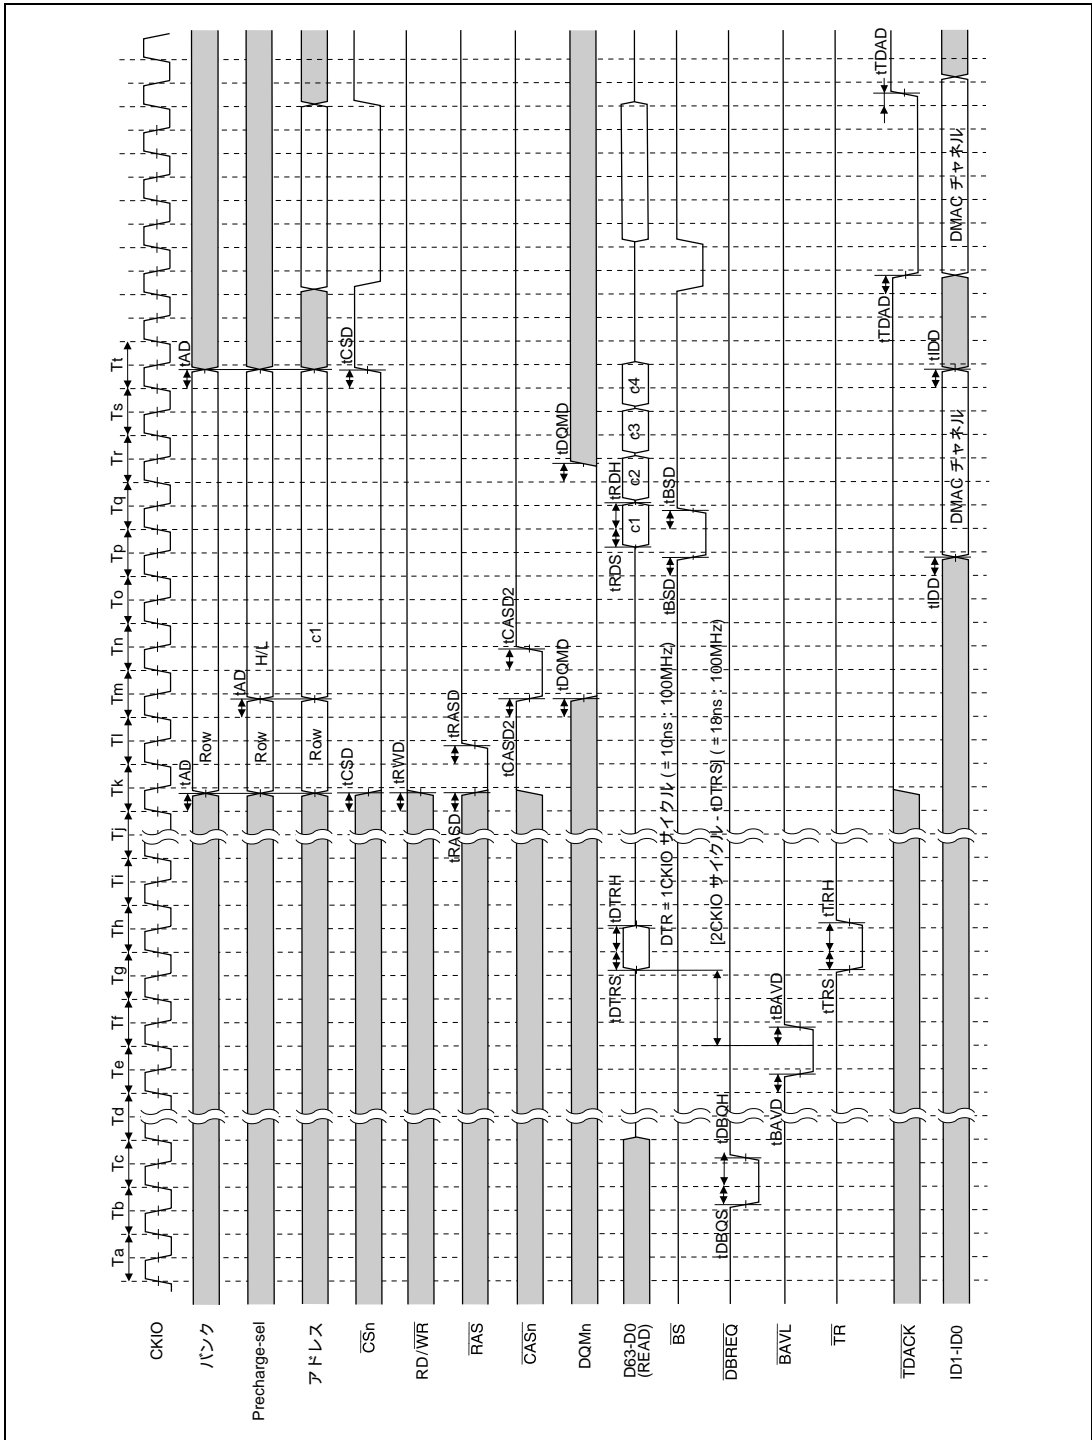 CKIO
Ta
Tb
Tc
Td
Te
Tf
Tg
Th
Ti
Tj
Tk
Tl
Tm
Tn
To
Tp
Tq
Tr
Ts
Tt
バンク
tAD
Row
tAD
Precharge-sel
Row
tAD
H/L
アドレス
Row
c1
CSn
tCSD
tCSD
RD/WR
tRWD
RAS
tRASD
tRASD
CASn
tCASD2
tCASD2
DQMn
tDQMD
tDQMD
D63-D0
(READ)
tDTRS
tDTRH
tRDS
tRDH
c1
c2
c3
c4
BS
DTR = 1CKIO サイクル ( = 10ns : 100MHz)
tBSD
tBSD
DBREQ
tDBQS
tDBQH
[2CKIO サイクル - tDTRS] ( = 18ns : 100MHz)
BAVL
tBAVD
tBAVD
TR
tTRS
tTRH
TDACK
tTDAD
tTDAD
ID1-ID0
tIDD
DMAC チャネル
tIDD
DMAC チャネル